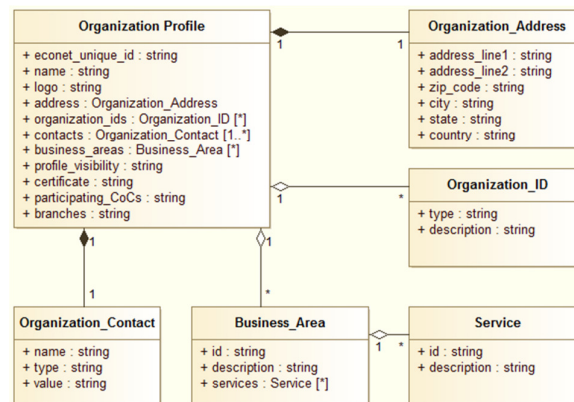 Organization Profile
+ econet_unique_id : string
+ name : string
+ logo : string
+ address : Organization_Address
+ organization_ids : Organization_ID [*]
+ contacts : Organization_Contact [1..*]
+ business_areas : Business_Area [*]
+ profile_visibility : string
+ certificate : string
+ participating_CoCs : string
+ branches : string
1
1
Organization_Address
+ address_line1 : string
+ address_line2 : string
+ zip_code : string
+ city : string
+ state : string
+ country : string
1
*
Organization_ID
+ type : string
+ description : string
1
1
1
*
Organization_Contact
+ name : string
+ type : string
+ value : string
Business_Area
+ id : string
+ description : string
+ services : Service [*]
1
*
Service
+ id : string
+ description : string